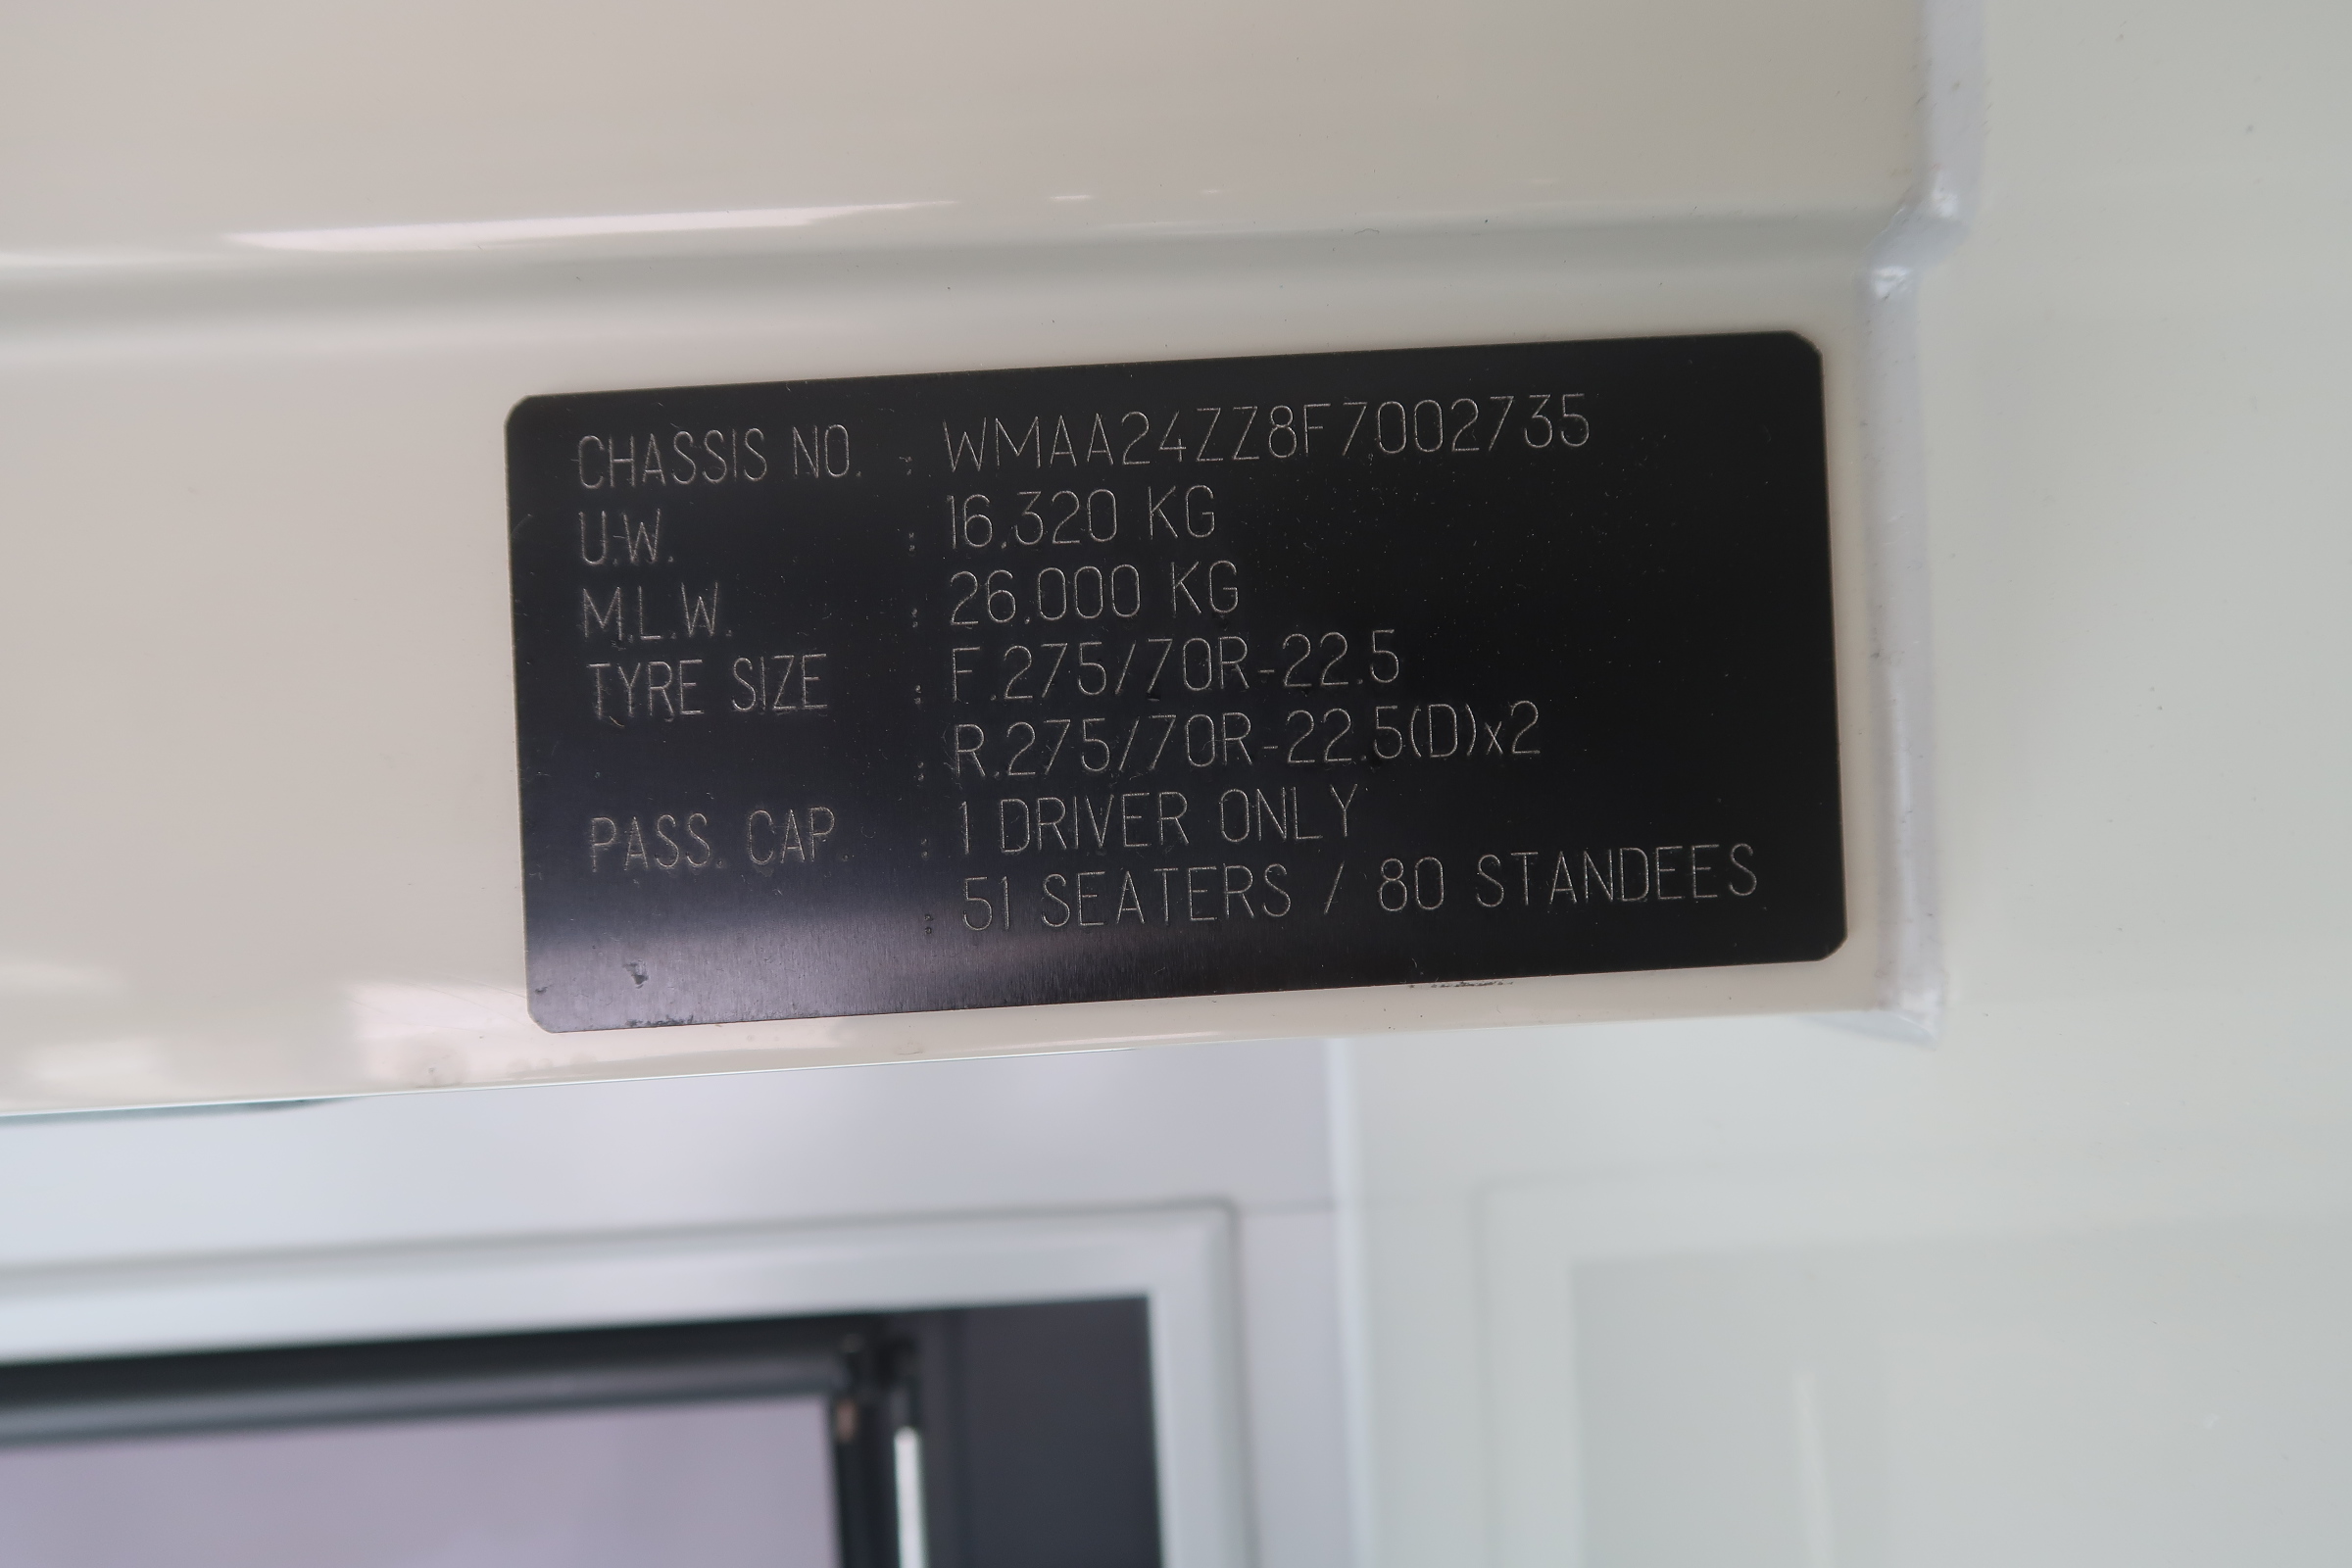 CHASSIS NO. : WMAA24ZZ8F7002735
U.W. : 16,320 KG
M.L.W. : 26,000 KG
TYRE SIZE : F.275/70R-22.5
: R.275/70R-22.5(D)x2
PASS. CAP. : 1 DRIVER ONLY
: 51 SEATERS / 80 STANDEES